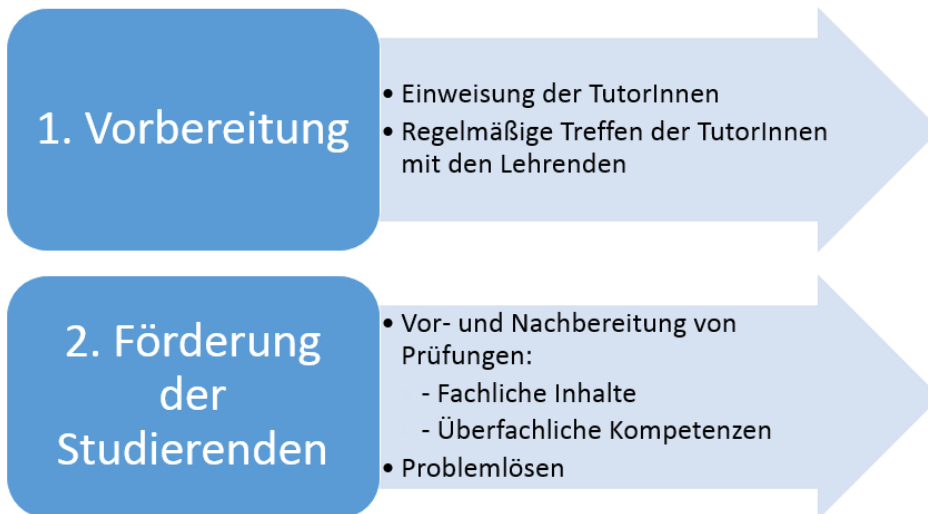 1. Vorbereitung
• Einweisung der TutorInnen
• Regelmäßige Treffen der TutorInnen
mit den Lehrenden
2. Förderung
der
Studierenden
• Vor- und Nachbereitung von
Prüfungen:
- Fachliche Inhalte
- Überfachliche Kompetenzen
• Problemlösen